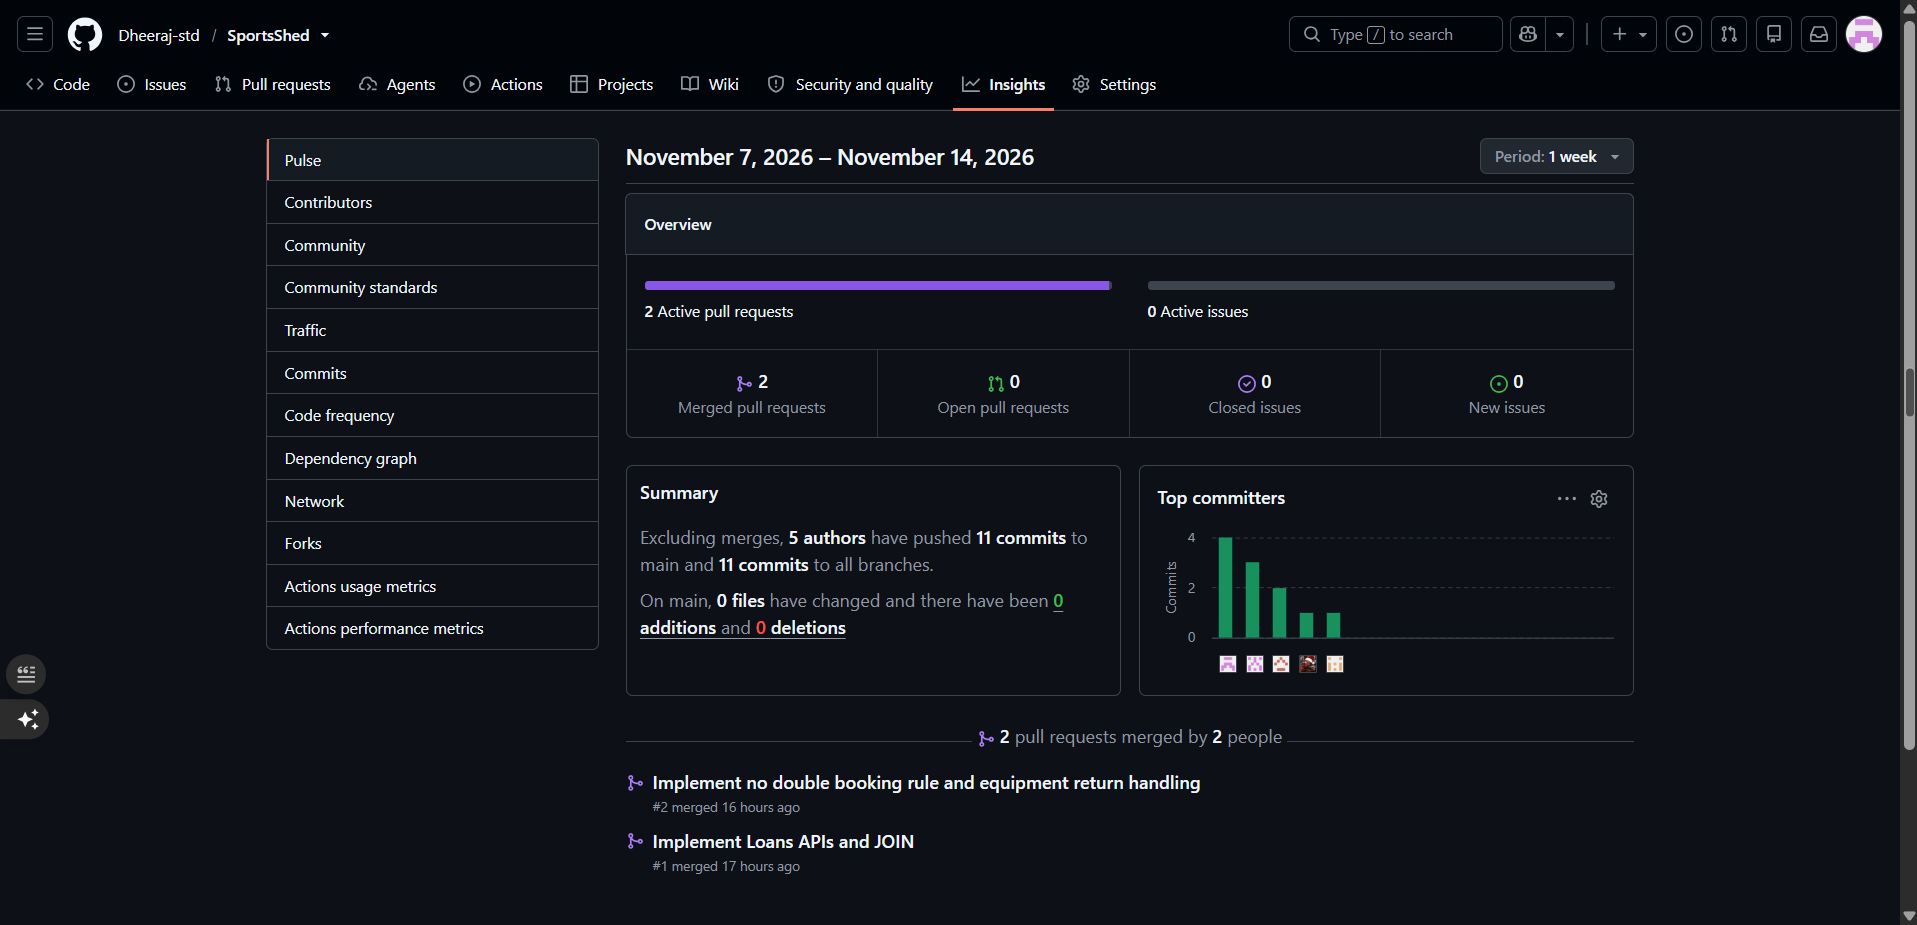 Dheeraj-std / SportsShed
Type / to search
Code
Issues
Pull requests
Agents
Actions
Projects
Wiki
Security and quality
Insights
Settings
Pulse
Contributors
Community
Community standards
Traffic
Commits
Code frequency
Dependency graph
Network
Forks
Actions usage metrics
Actions performance metrics
November 7, 2026 – November 14, 2026
Period: 1 week
Overview
2 Active pull requests
0 Active issues
2
Merged pull requests
0
Open pull requests
0
Closed issues
0
New issues
Summary
Excluding merges, 5 authors have pushed 11 commits to
main and 11 commits to all branches.
On main, 0 files have changed and there have been 0
additions and 0 deletions
Top committers
Commits
4
2
0
2 pull requests merged by 2 people
Implement no double booking rule and equipment return handling
#2 merged 16 hours ago
Implement Loans APIs and JOIN
#1 merged 17 hours ago